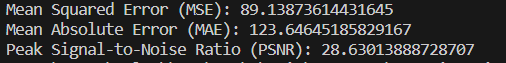 Mean Squared Error (MSE): 89.13873614431645
Mean Absolute Error (MAE): 123.64645185829167
Peak Signal-to-Noise Ratio (PSNR): 28.63013888728707